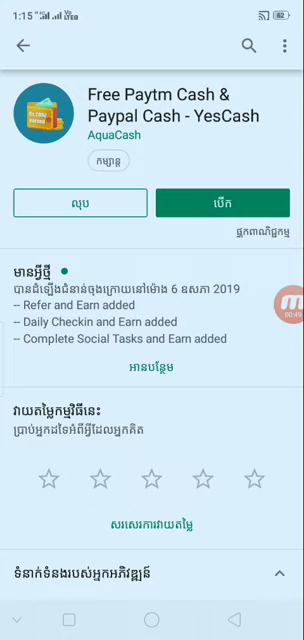 1:15
82
Free Paytm Cash &
Paypal Cash - YesCash
AquaCash
កម្សាន្ត
លុប
បើក
ផ្ទុកពាណិជ្ជកម្ម
មានអ្វីថ្មី
បានដំឡើងជំនាន់ចុងក្រោយនៅម៉ោង 6 ឧសភា 2019
-- Refer and Earn added
-- Daily Checkin and Earn added
-- Complete Social Tasks and Earn added
អានបន្ថែម
វាយតម្លៃកម្មវិធីនេះ
ប្រាប់អ្នកដទៃអំពីអ្វីដែលអ្នកគិត
សរសេរការវាយតម្លៃ
ទំនាក់ទំនងរបស់អ្នកអភិវឌ្ឍន៍
00:49